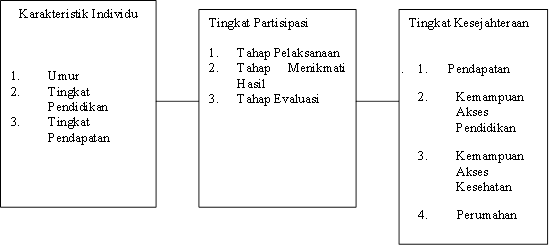 Karakteristik Individu
1. Umur
2. Tingkat
Pendidikan
3. Tingkat
Pendapatan
Tingkat Partisipasi
1. Tahap Pelaksanaan
2. Tahap Menikmati
Hasil
3. Tahap Evaluasi
Tingkat Kesejahteraan
. 1. Pendapatan
2. Kemampuan
Akses
Pendidikan
3. Kemampuan
Akses
Kesehatan
4. Perumahan